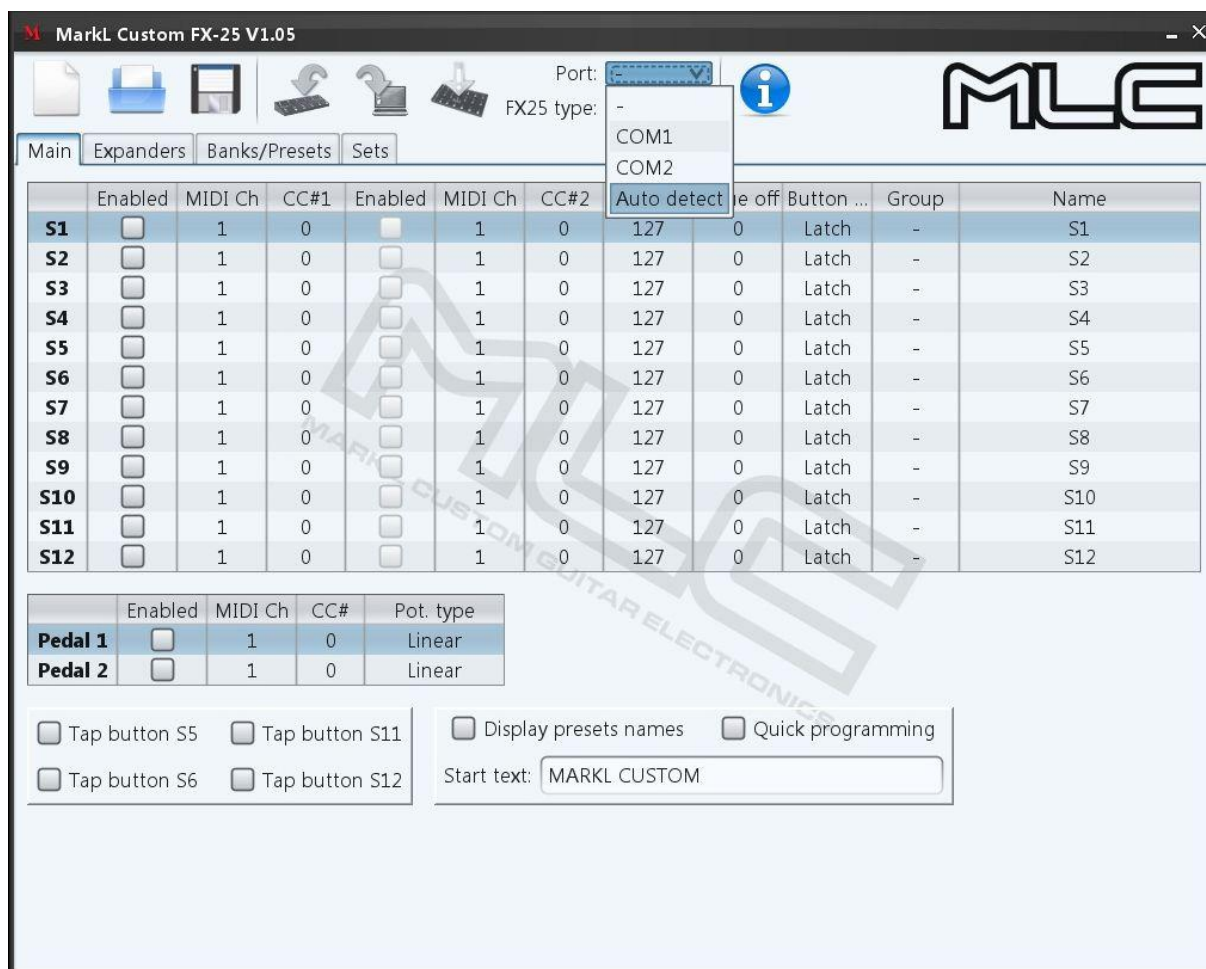 M MarkL Custom FX-25 V1.05
Port: -
FX25 type:
-
COM1
COM2
Auto detect
MLC
Main Expanders Banks/Presets Sets
Enabled MIDI Ch CC#1 Enabled MIDI Ch CC#2 off Button ... Group Name
S1 1 0 1 0 127 0 Latch - S1
S2 1 0 1 0 127 0 Latch - S2
S3 1 0 1 0 127 0 Latch - S3
S4 1 0 1 0 127 0 Latch - S4
S5 1 0 1 0 127 0 Latch - S5
S6 1 0 1 0 127 0 Latch - S6
S7 1 0 1 0 127 0 Latch - S7
S8 1 0 1 0 127 0 Latch - S8
S9 1 0 1 0 127 0 Latch - S9
S10 1 0 1 0 127 0 Latch - S10
S11 1 0 1 0 127 0 Latch - S11
S12 1 0 1 0 127 0 Latch - S12
MLC
MARKL CUSTOM GUITAR ELECTRONICS
Enabled MIDI Ch CC# Pot. type
Pedal 1 1 0 Linear
Pedal 2 1 0 Linear
Tap button S5 Tap button S11
Tap button S6 Tap button S12
Display presets names Quick programming
Start text: MARKL CUSTOM